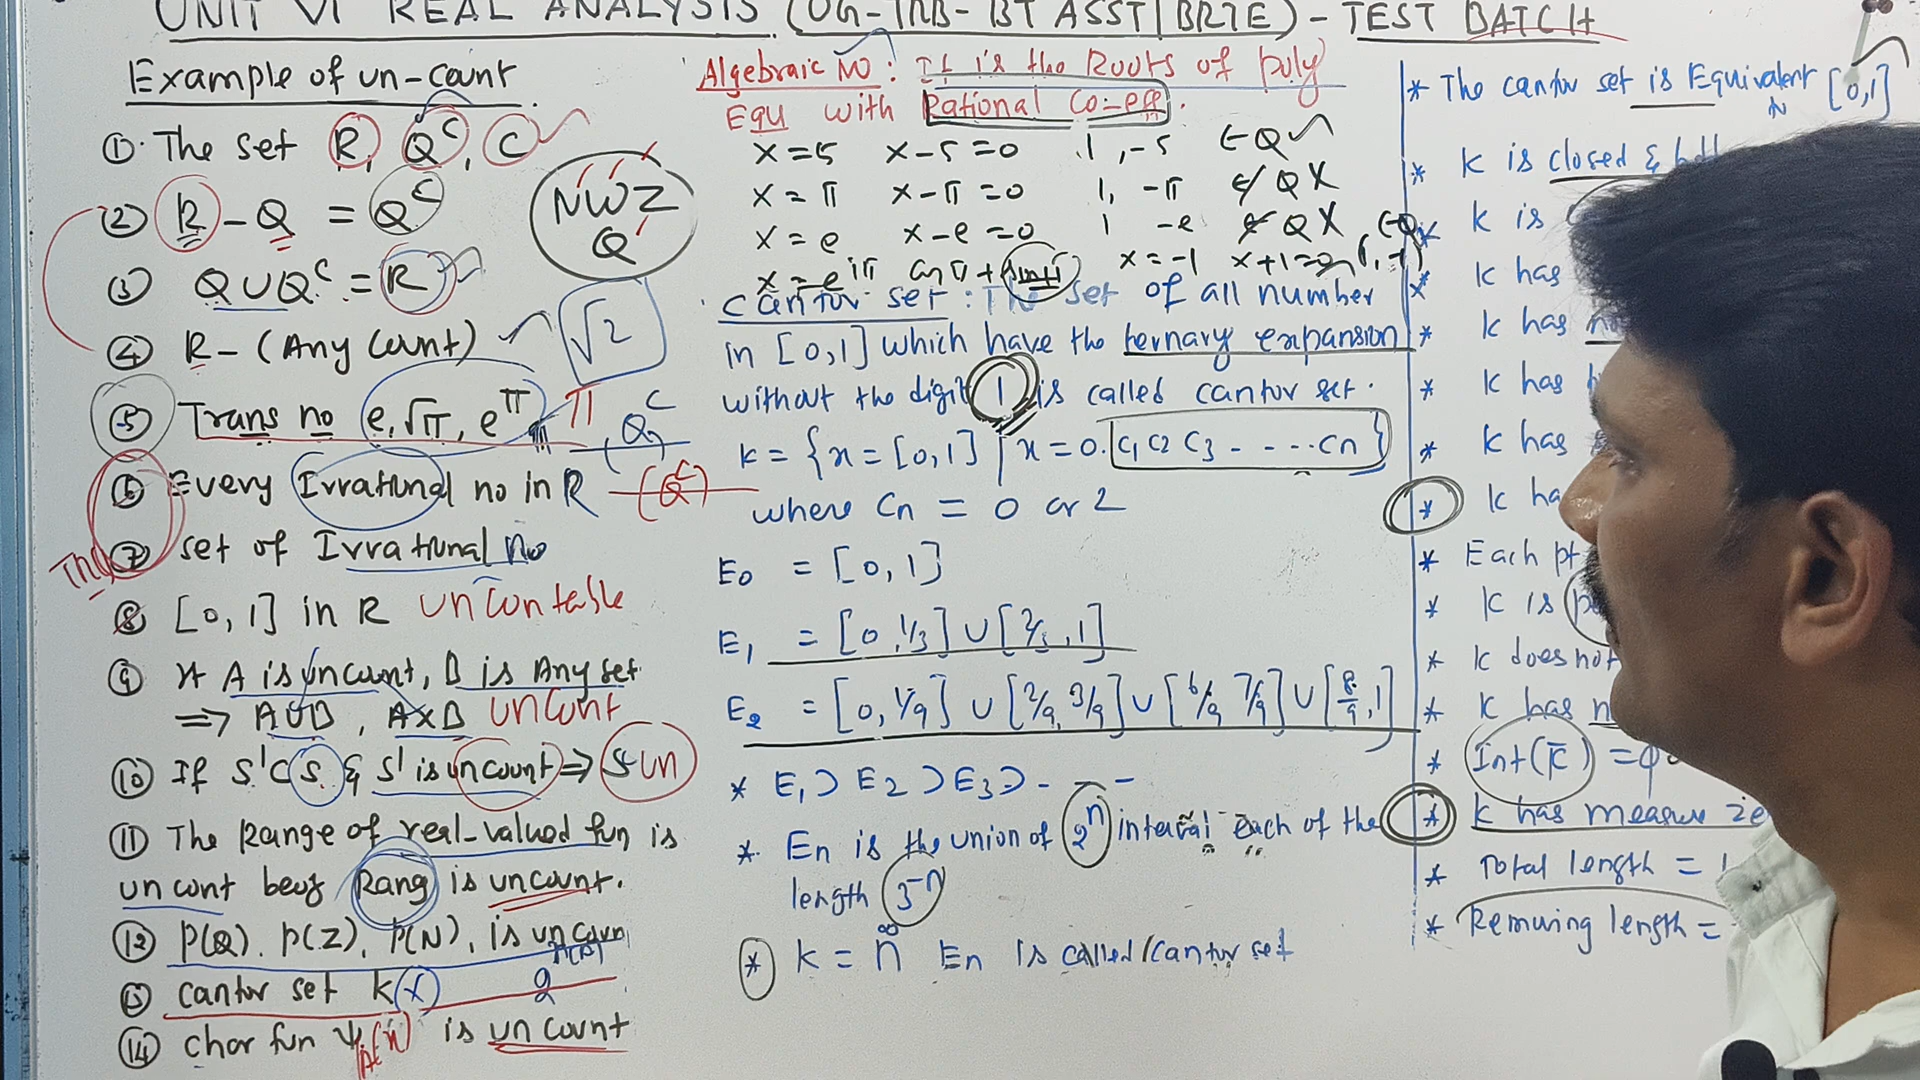 UNIT VI REAL ANALYSIS (UG-TRB-BT ASST|BRTE) - TEST BATCH
Example of un-count
①. The set R, Q^c, C
② R - Q = Q^c
③ Q∪Q^c = R
④ R - (Any Count)
⑤ Trans no e, √π, e^π π
(Q^c)
⑥ Every Irrational no in R (Q^c)
⑦ set of Irrational no
⑧ [0, 1] in R uncontable
⑨ If A is uncount, B is Any set
⟹ A∪B, A×B uncont
⑩ If S'⊂S & S' is uncount ⟹ S un
⑪ The Range of real-valued fun is
uncont Rang is uncount.
⑫ P(Q). P(Z), P(N), is uncoun
⑬ cantor set K
⑭ char fun ψ is uncount
NWZ
Q
√2
Algebraic NO: It is the Roots of poly
Equ with Rational Co-eff.
x=5 x-5=0 1, -5 ∈Q
x=π x-π=0 1, -π ∉ Q X
x=e x-e=0 1 -e ∉ Q X
x=e^iπ x=-1 x+1=0
cantor set: The set of all number
in [0,1] which have the ternary expansion
without the digit 1 is called cantor set.
K = {x=[0,1] | x=0.c1 c2 c3 - ... cn}
where Cn = 0 or 2
E0 = [0,1]
E1 = [0,1/3] ∪ [2/3,1]
E2 = [0,1/9] ∪ [2/9,3/9] ∪ [6/9,7/9] ∪ [8/9,1]
* E1⊃E2⊃E3⊃- - -
* En is the union of 2^n interval each of the
length 3^-n
* K = ∞∩ En is called cantor set
* The cantor set is Equivalent [0,1]
* K is closed &
* K is
* K has
* K has
* K has
* K has
* K ha
* Each pt
* K is
* K does not
* K has
* Int(K̄) = φ
* K has measure ze
* Total length = 1
* Remuing length =